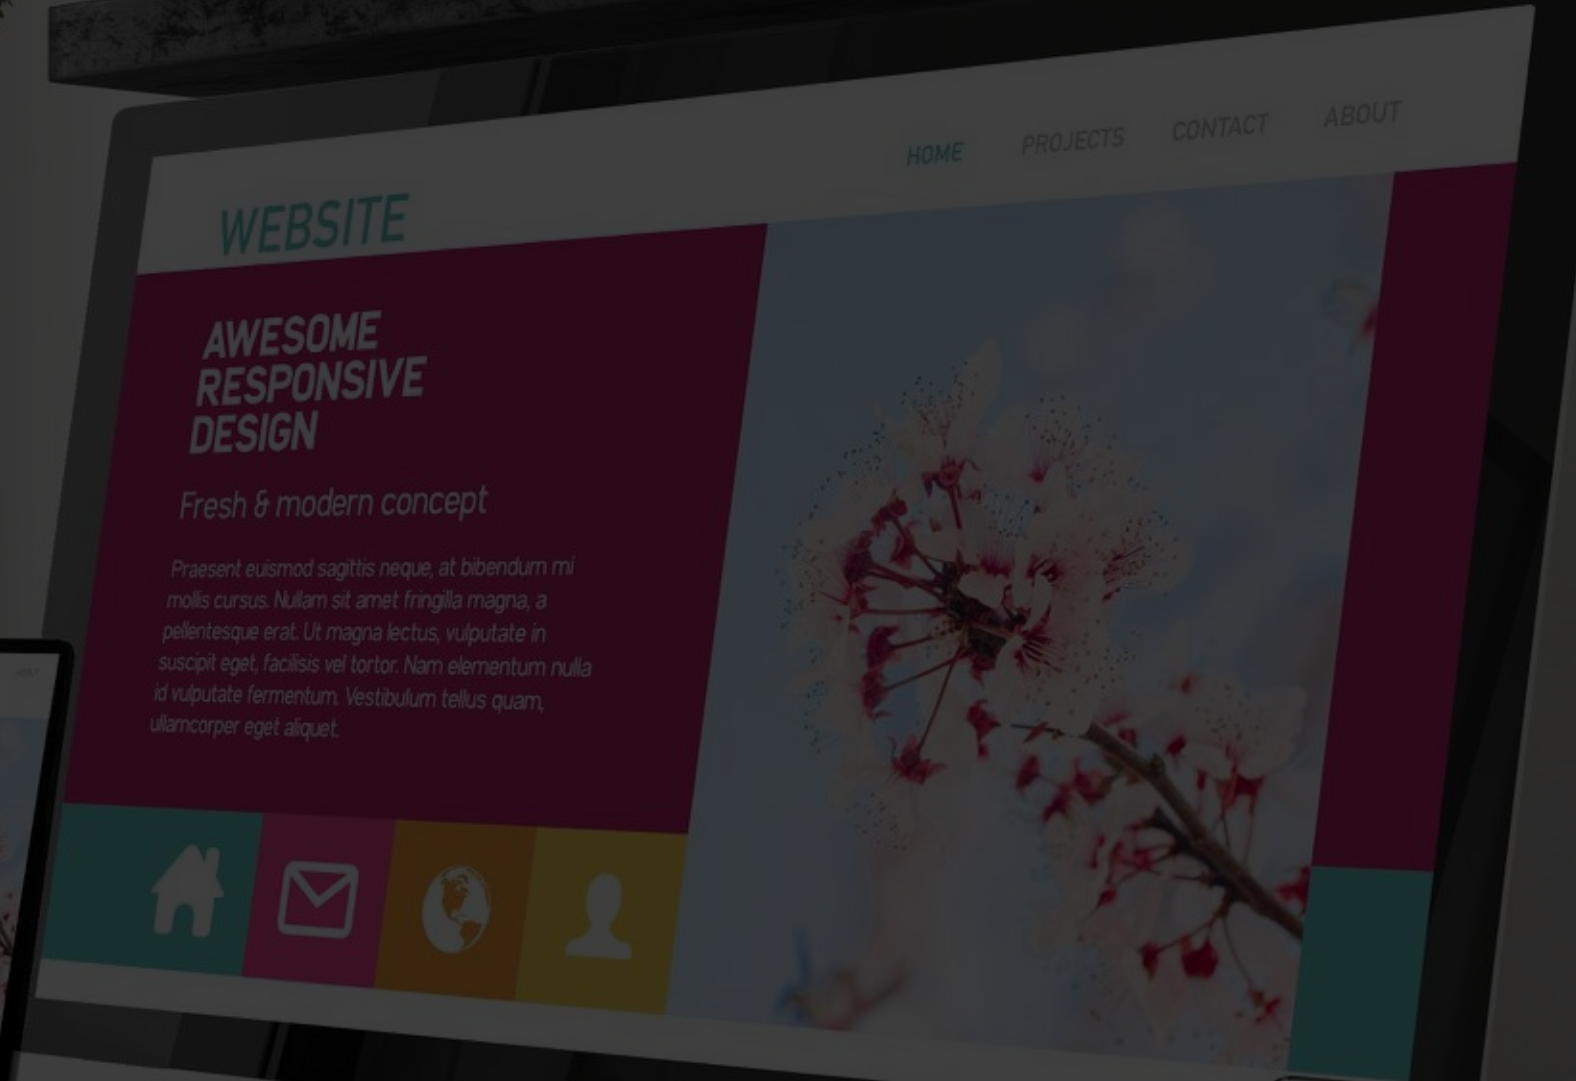 HOME PROJECTS CONTACT ABOUT
WEBSITE
AWESOME
RESPONSIVE
DESIGN
Fresh & modern concept
Praesent euismod sagittis neque, at bibendum mi
mollis cursus. Nullam sit amet fringilla magna, a
pellentesque erat. Ut magna lectus, vulputate in
suscipit eget, facilisis vel tortor. Nam elementum nulla
id vulputate fermentum. Vestibulum tellus quam,
ullamcorper eget aliquet.
ABOUT